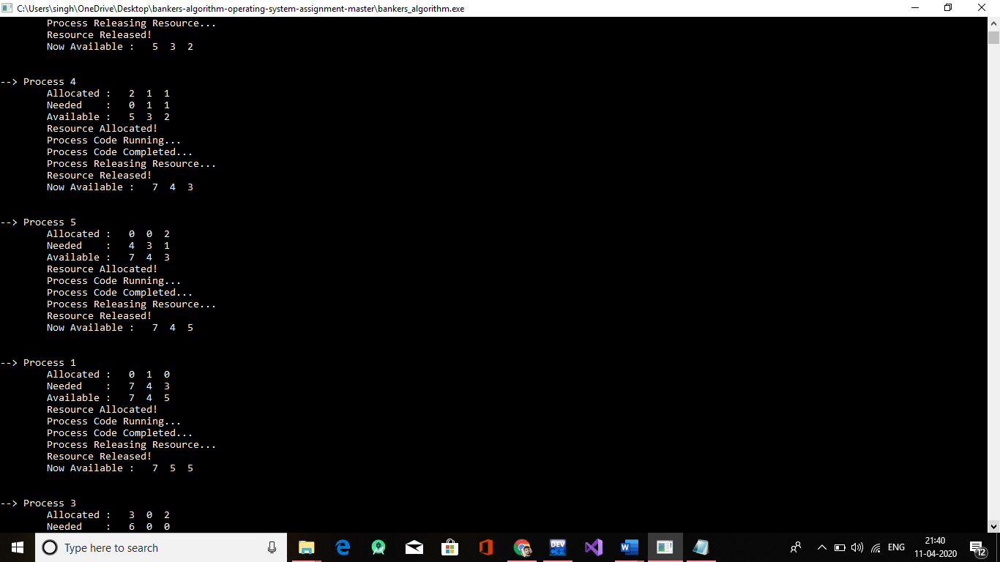 C:\Users\singh\OneDrive\Desktop\bankers-algorithm-operating-system-assignment-master\bankers_algorithm.exe
Process Releasing Resource...
Resource Released!
Now Available :   5  3  2
--> Process 4
Allocated :   2  1  1
Needed    :   0  1  1
Available :   5  3  2
Resource Allocated!
Process Code Running...
Process Code Completed...
Process Releasing Resource...
Resource Released!
Now Available :   7  4  3
--> Process 5
Allocated :   0  0  2
Needed    :   4  3  1
Available :   7  4  3
Resource Allocated!
Process Code Running...
Process Code Completed...
Process Releasing Resource...
Resource Released!
Now Available :   7  4  5
--> Process 1
Allocated :   0  1  0
Needed    :   7  4  3
Available :   7  4  5
Resource Allocated!
Process Code Running...
Process Code Completed...
Process Releasing Resource...
Resource Released!
Now Available :   7  5  5
--> Process 3
Allocated :   3  0  2
Needed    :   6  0  0
Type here to search
DEV
ENG
21:40
11-04-2020
12